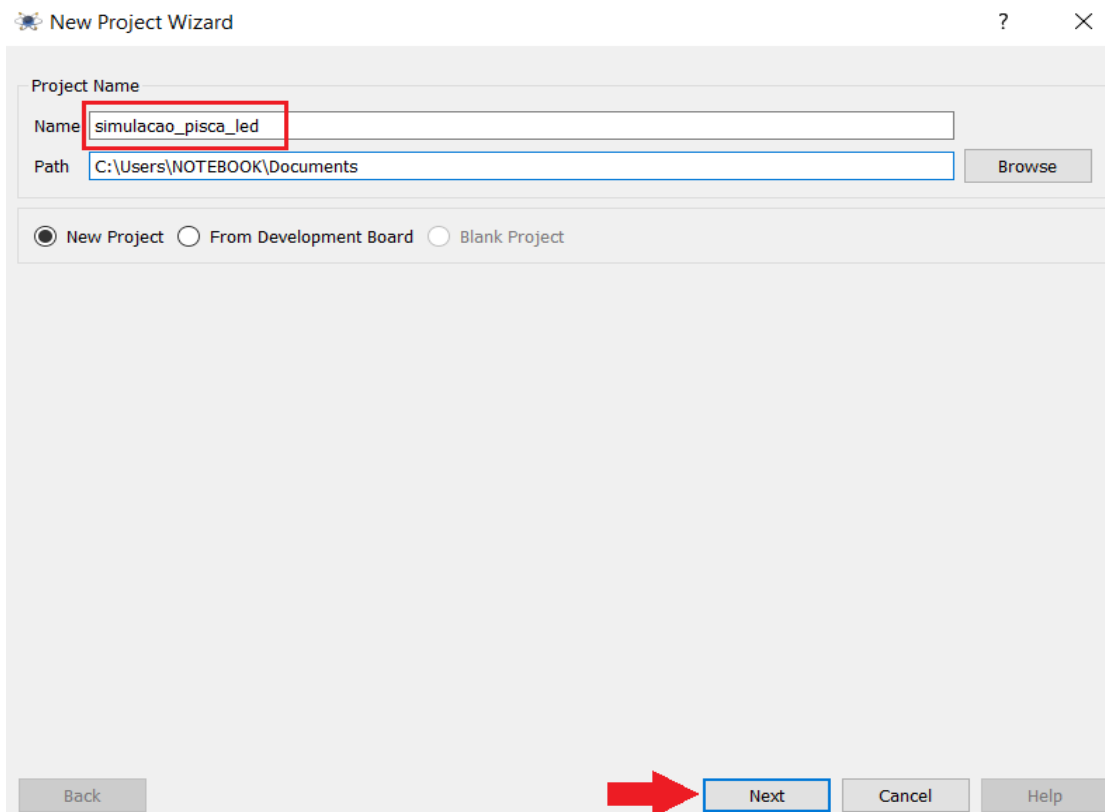 New Project Wizard ?
Project Name
Name simulacao_pisca_led
Path C:\Users\NOTEBOOK\Documents Browse
New Project From Development Board Blank Project
Back Next Cancel Help